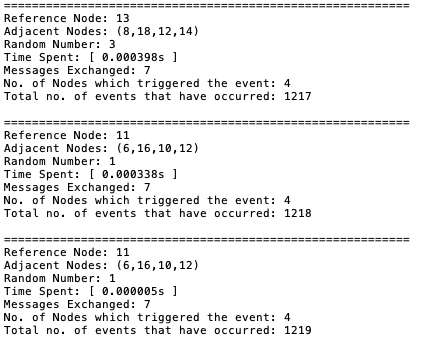 ==========================================================
Reference Node: 13
Adjacent Nodes: (8,18,12,14)
Random Number: 3
Time Spent: [ 0.000398s ]
Messages Exchanged: 7
No. of Nodes which triggered the event: 4
Total no. of events that have occurred: 1217
==========================================================
Reference Node: 11
Adjacent Nodes: (6,16,10,12)
Random Number: 1
Time Spent: [ 0.000338s ]
Messages Exchanged: 7
No. of Nodes which triggered the event: 4
Total no. of events that have occurred: 1218
==========================================================
Reference Node: 11
Adjacent Nodes: (6,16,10,12)
Random Number: 1
Time Spent: [ 0.000005s ]
Messages Exchanged: 7
No. of Nodes which triggered the event: 4
Total no. of events that have occurred: 1219